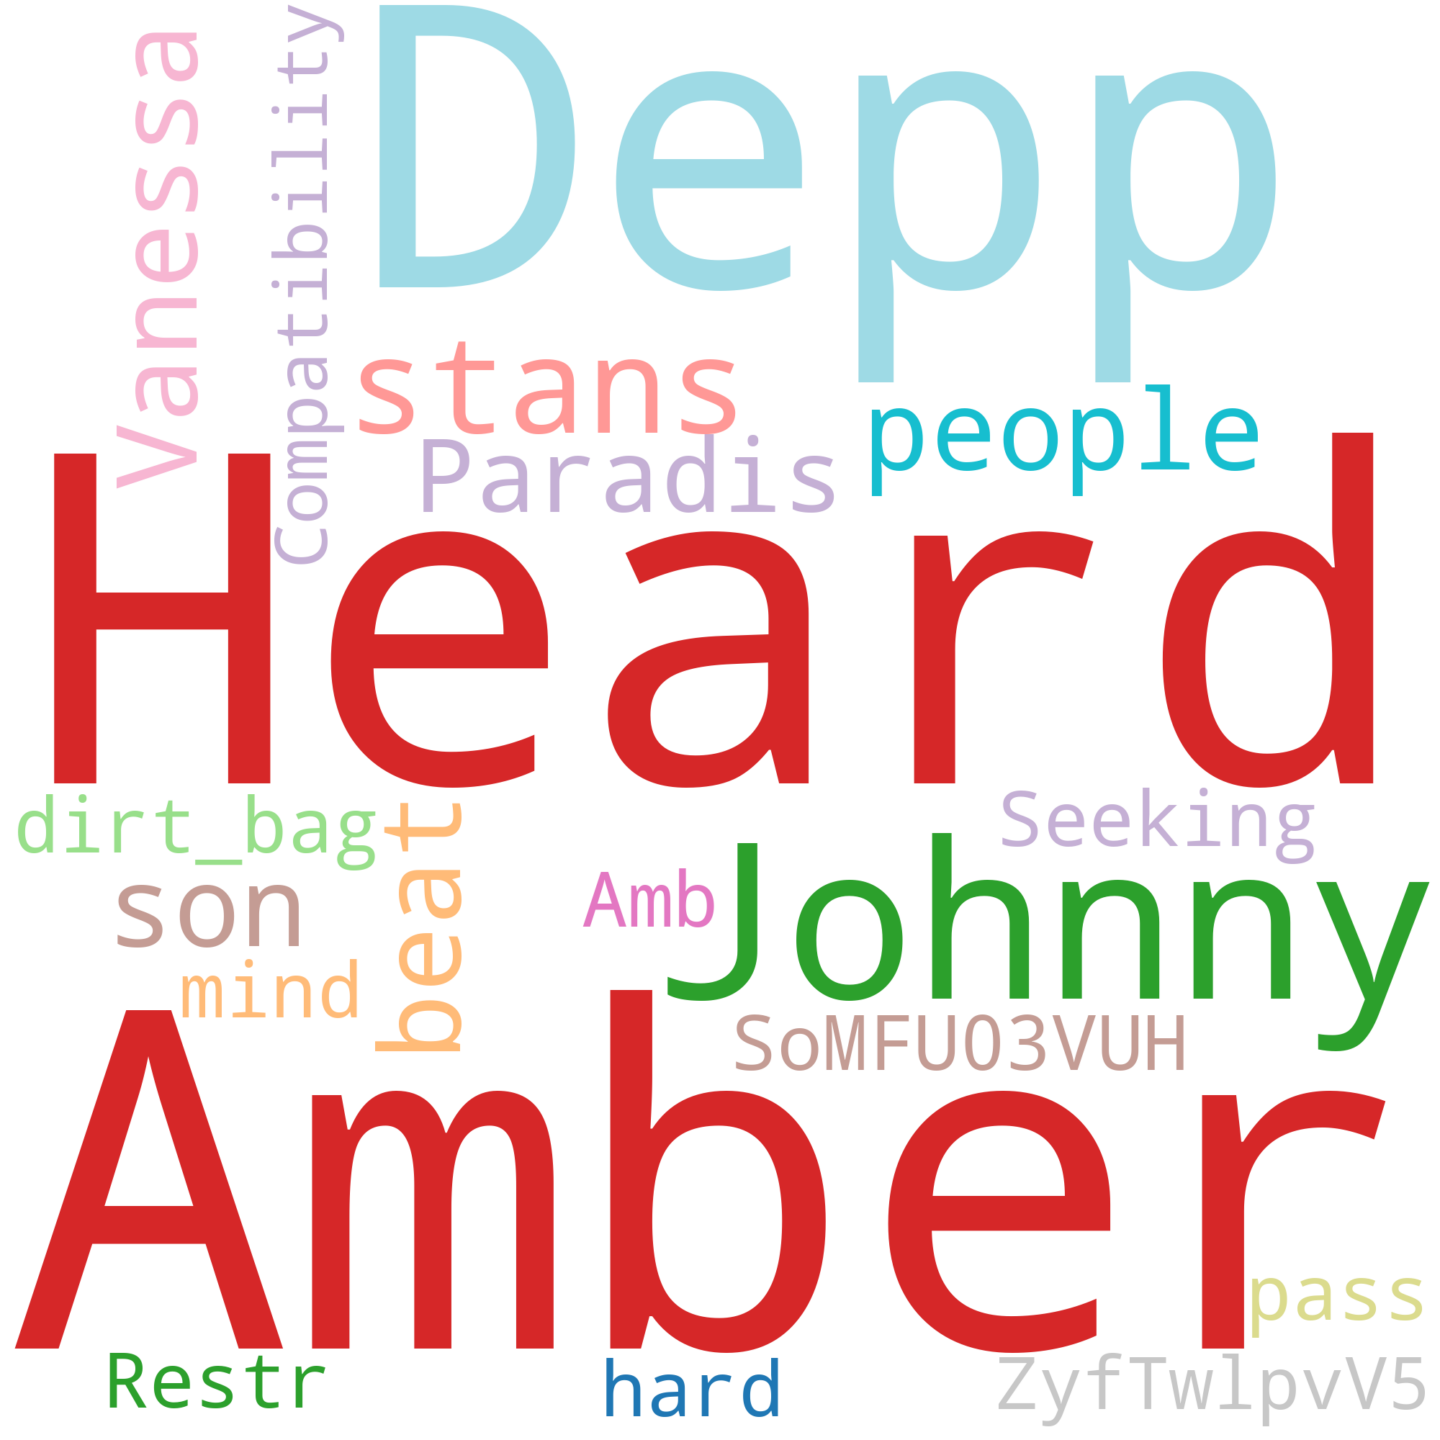 Vanessa
Compatibility
Depp
stans
people
Paradis
Heard
dirt_bag
beat
Seeking
son
Amb
Johnny
mind
SoMFU03VUH
Amber
pass
Restr
hard
ZyfTwlpvV5